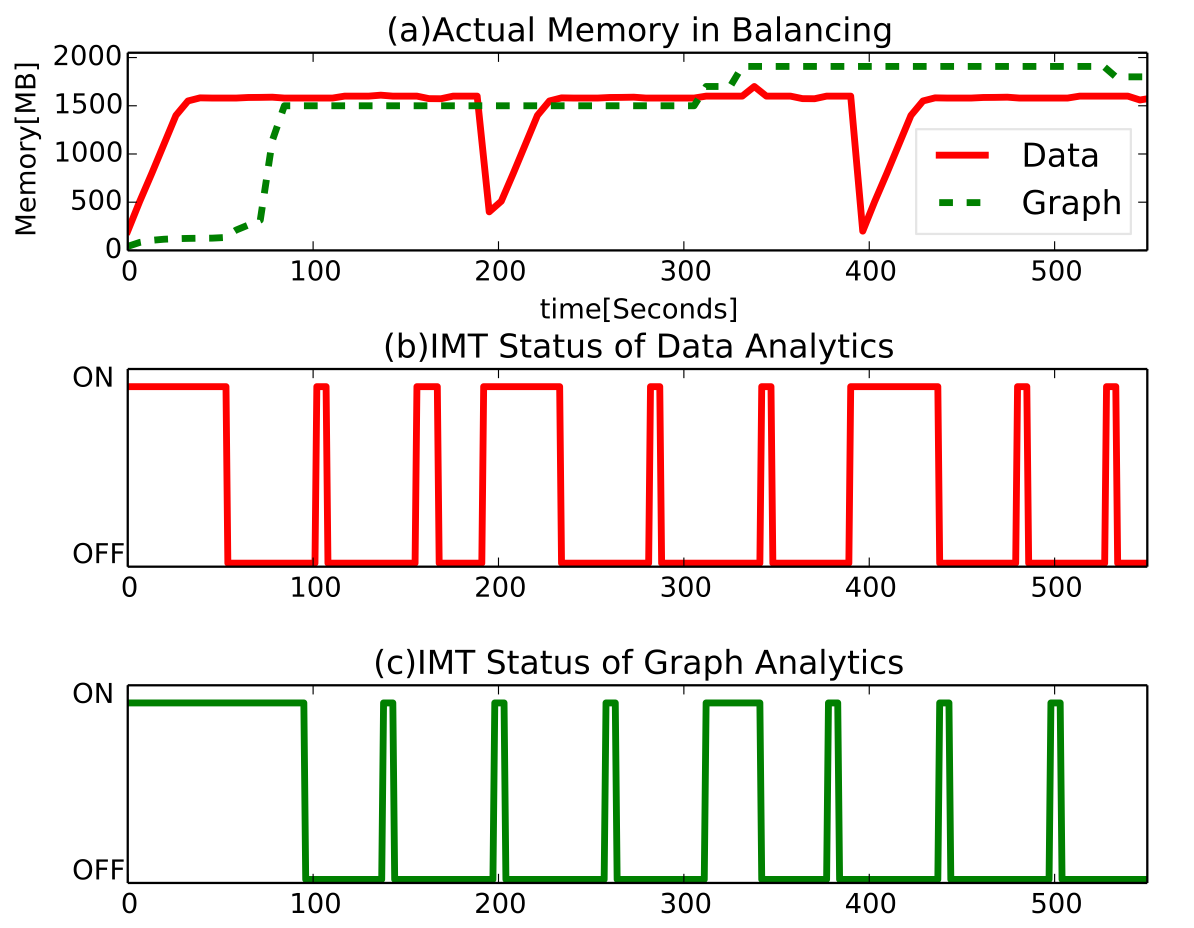 (a)Actual Memory in Balancing
Memory[MB]
2000
1500
1000
500
0
Data
Graph
0 100 200 300 400 500
time[Seconds]
(b)IMT Status of Data Analytics
ON
OFF
0 100 200 300 400 500
(c)IMT Status of Graph Analytics
ON
OFF
0 100 200 300 400 500